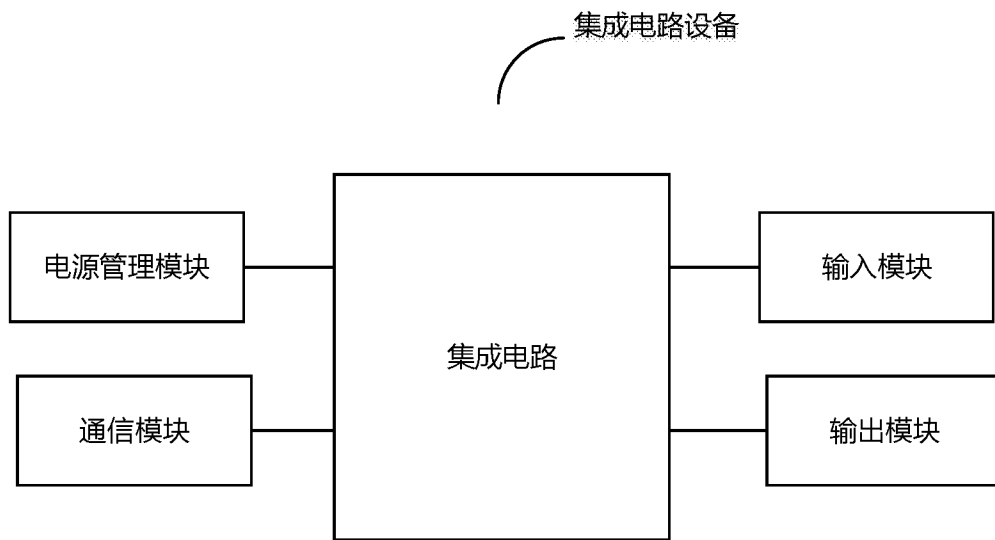 集成电路设备
电源管理模块
输入模块
集成电路
通信模块
输出模块